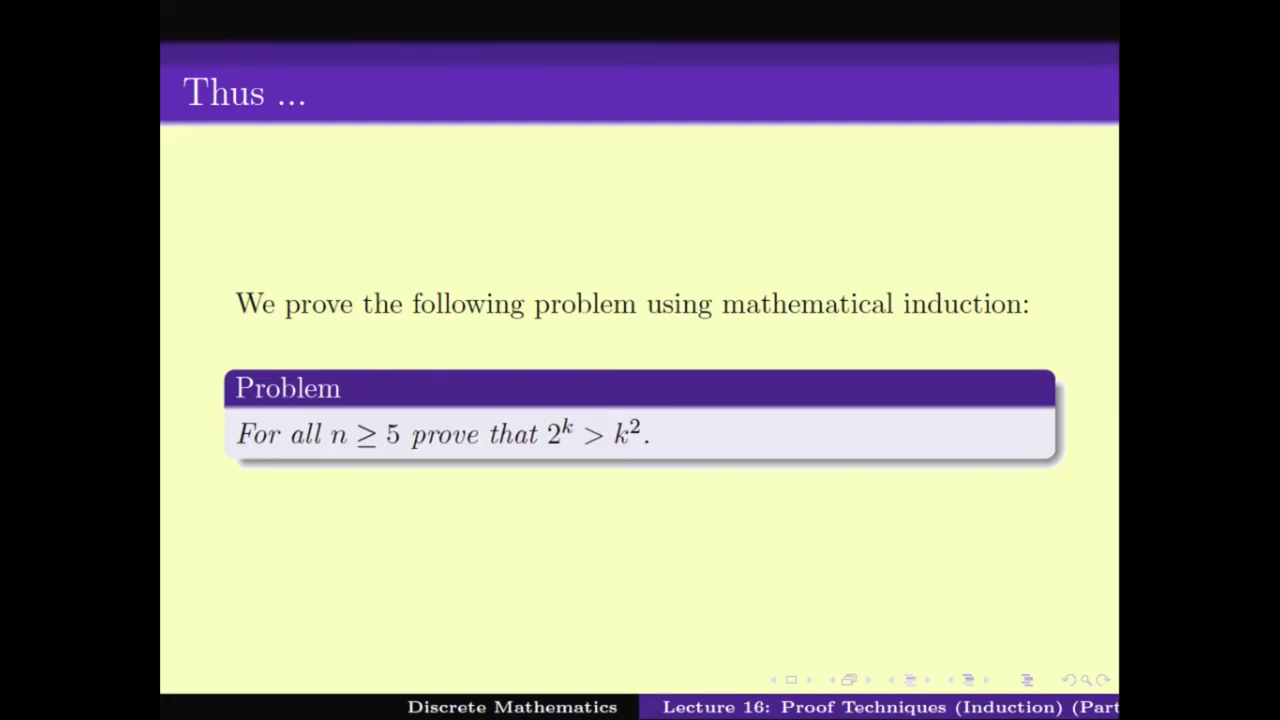 Thus ...
We prove the following problem using mathematical induction:
Problem
For all n ≥ 5 prove that 2^k > k^2.
Discrete Mathematics
Lecture 16: Proof Techniques (Induction) (Part